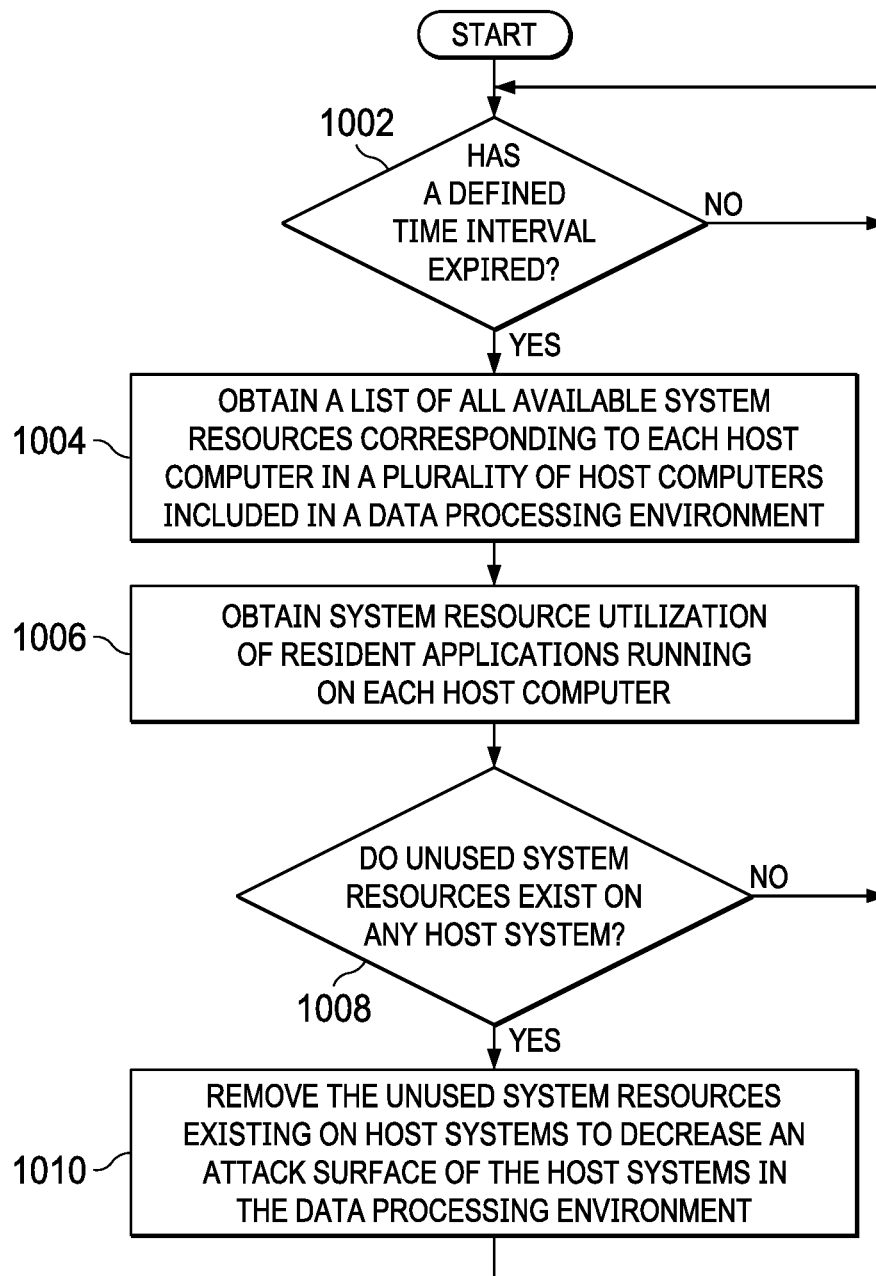 START
1002
HAS
A DEFINED
TIME INTERVAL
EXPIRED?
NO
YES
1004
OBTAIN A LIST OF ALL AVAILABLE SYSTEM
RESOURCES CORRESPONDING TO EACH HOST
COMPUTER IN A PLURALITY OF HOST COMPUTERS
INCLUDED IN A DATA PROCESSING ENVIRONMENT
1006
OBTAIN SYSTEM RESOURCE UTILIZATION
OF RESIDENT APPLICATIONS RUNNING
ON EACH HOST COMPUTER
DO UNUSED SYSTEM
RESOURCES EXIST ON
ANY HOST SYSTEM?
NO
1008
YES
1010
REMOVE THE UNUSED SYSTEM RESOURCES
EXISTING ON HOST SYSTEMS TO DECREASE AN
ATTACK SURFACE OF THE HOST SYSTEMS IN
THE DATA PROCESSING ENVIRONMENT